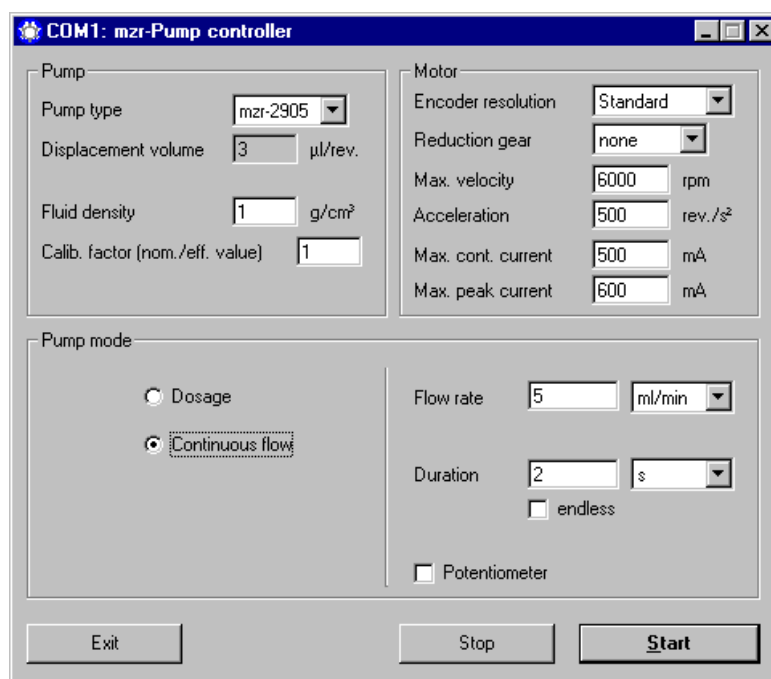 COM1: mzr-Pump controller
Pump
Pump type mzr-2905
Displacement volume 3 µl/rev.
Fluid density 1 g/cm³
Calib. factor (nom./eff. value) 1
Motor
Encoder resolution Standard
Reduction gear none
Max. velocity 6000 rpm
Acceleration 500 rev./s²
Max. cont. current 500 mA
Max. peak current 600 mA
Pump mode
Dosage
Continuous flow
Flow rate 5 ml/min
Duration 2 s
endless
Potentiometer
Exit Stop Start